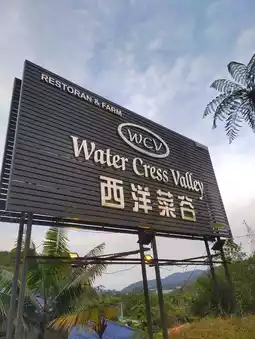 RESTORAN & FARM
WCV
Water Cress Valley
西洋菜谷